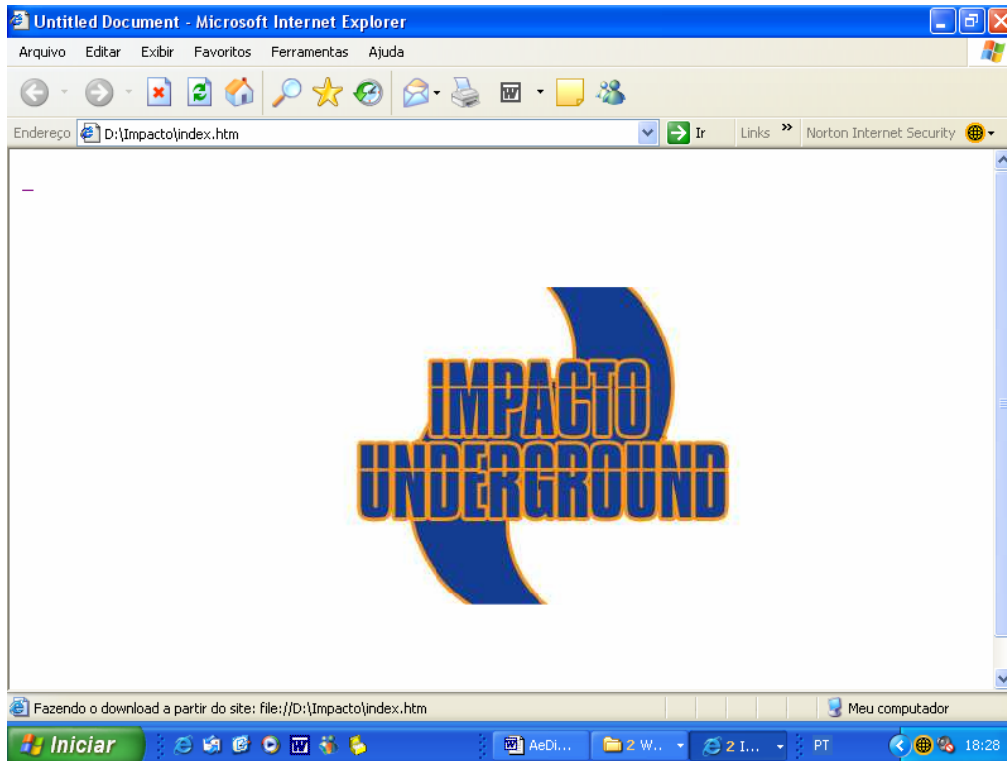 Untitled Document - Microsoft Internet Explorer
Arquivo Editar Exibir Favoritos Ferramentas Ajuda
Endereço D:\Impacto\index.htm Ir Links » Norton Internet Security
IMPACTO
UNDERGROUND
Fazendo o download a partir do site: file://D:\Impacto\index.htm Meu computador
Iniciar AeDi... 2 W... 2 I... PT 18:28